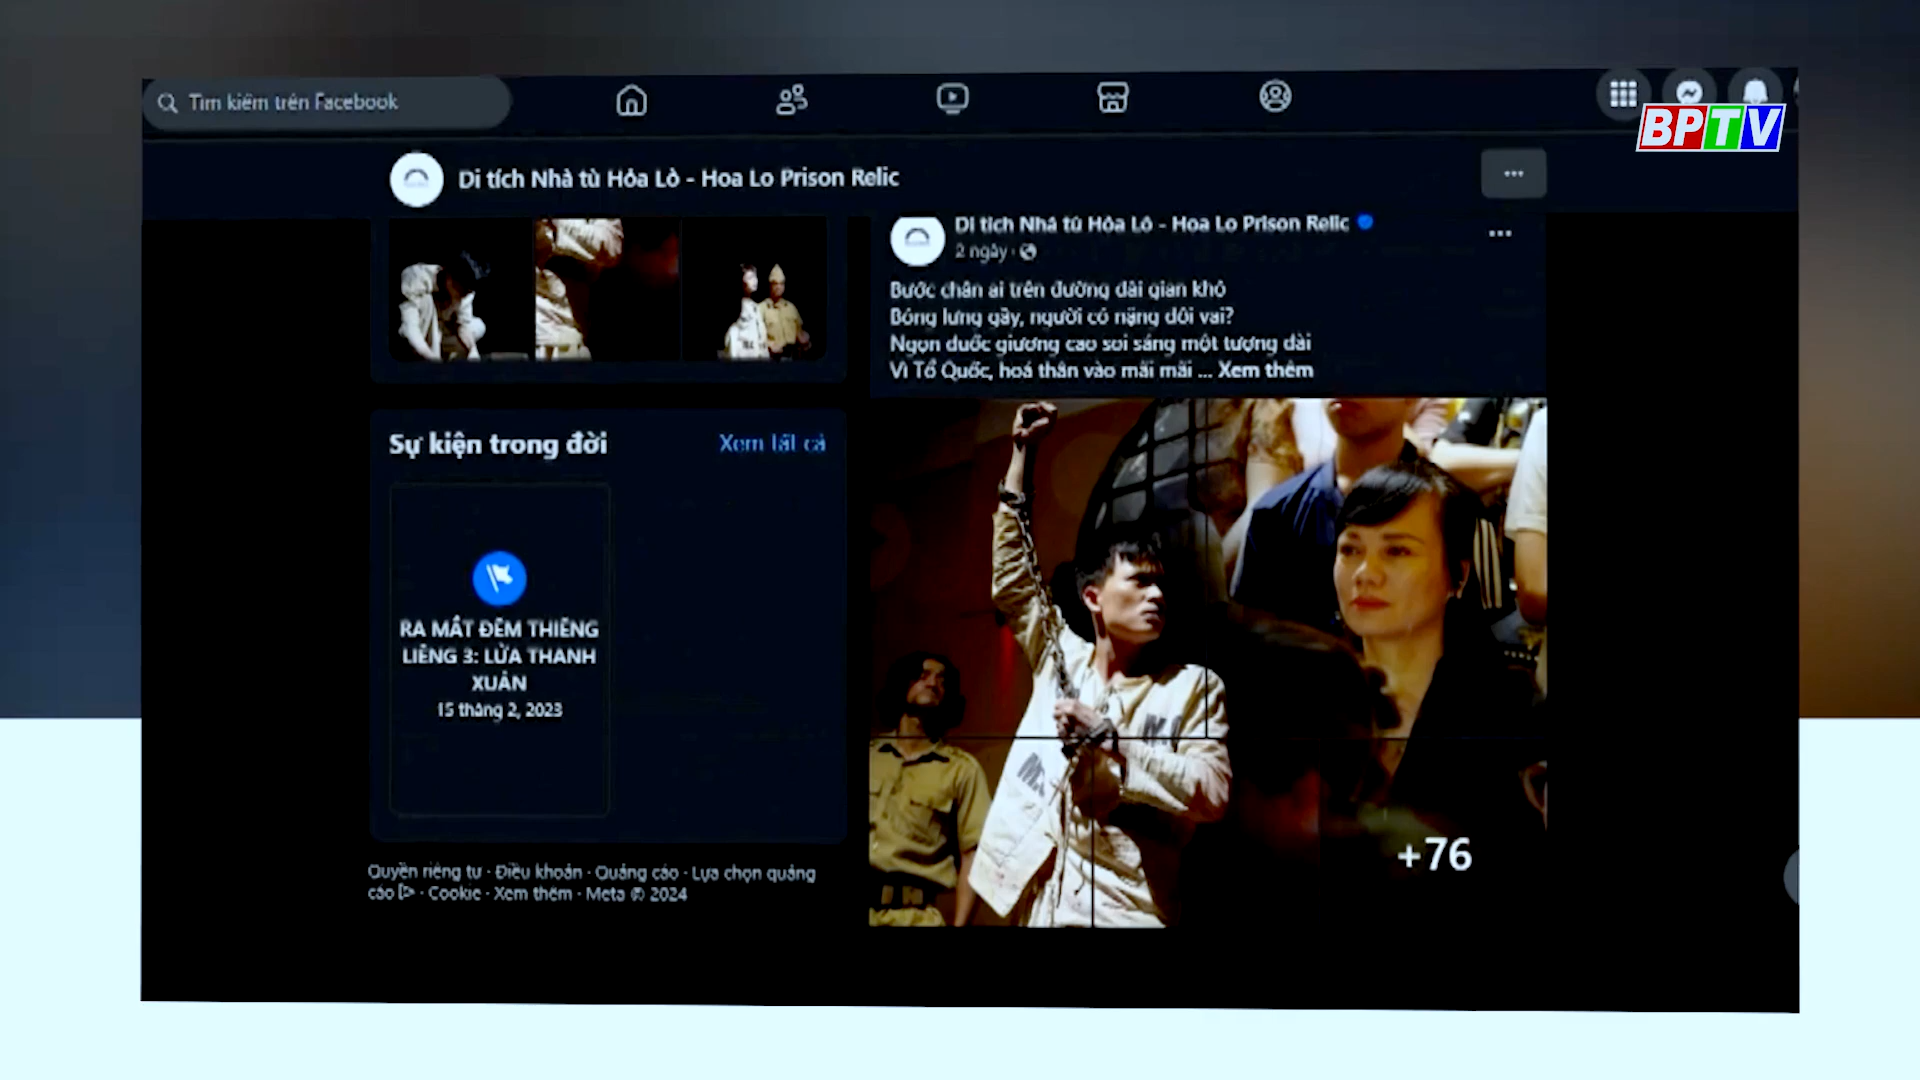 Tìm kiếm trên Facebook
BPTV
Di tích Nhà tù Hỏa Lò - Hoa Lo Prison Relic
Di tích Nhà tù Hỏa Lò - Hoa Lo Prison Relic
2 ngày
Bước chân ai trên đường dài gian khổ
Bóng lưng gầy, người có nặng đôi vai?
Ngọn đuốc giương cao soi sáng một tượng đài
Vì Tổ Quốc, hoá thân vào mãi mãi ... Xem thêm
Sự kiện trong đời
Xem tất cả
RA MẮT ĐÊM THIÊNG
LIÊNG 3: LỬA THANH
XUÂN
15 tháng 2, 2023
+76
Quyền riêng tư · Điều khoản · Quảng cáo · Lựa chọn quảng
cáo · Cookie · Xem thêm · Meta © 2024